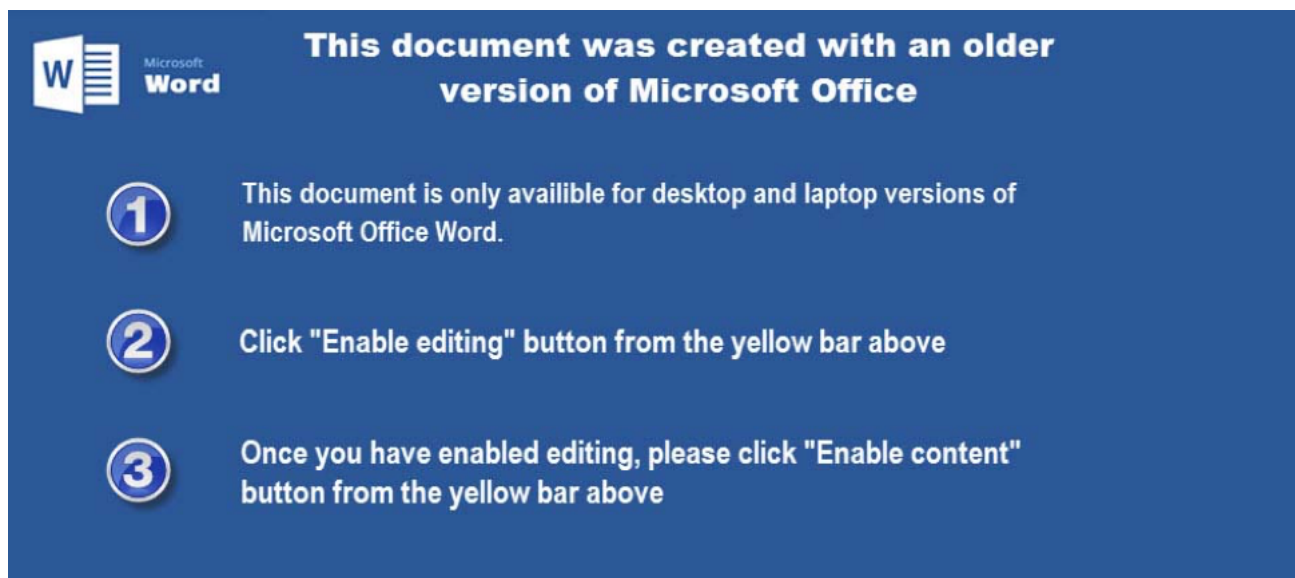 This document was created with an older
version of Microsoft Office
W
Microsoft
Word
1
This document is only availible for desktop and laptop versions of
Microsoft Office Word.
2
Click "Enable editing" button from the yellow bar above
3
Once you have enabled editing, please click "Enable content"
button from the yellow bar above